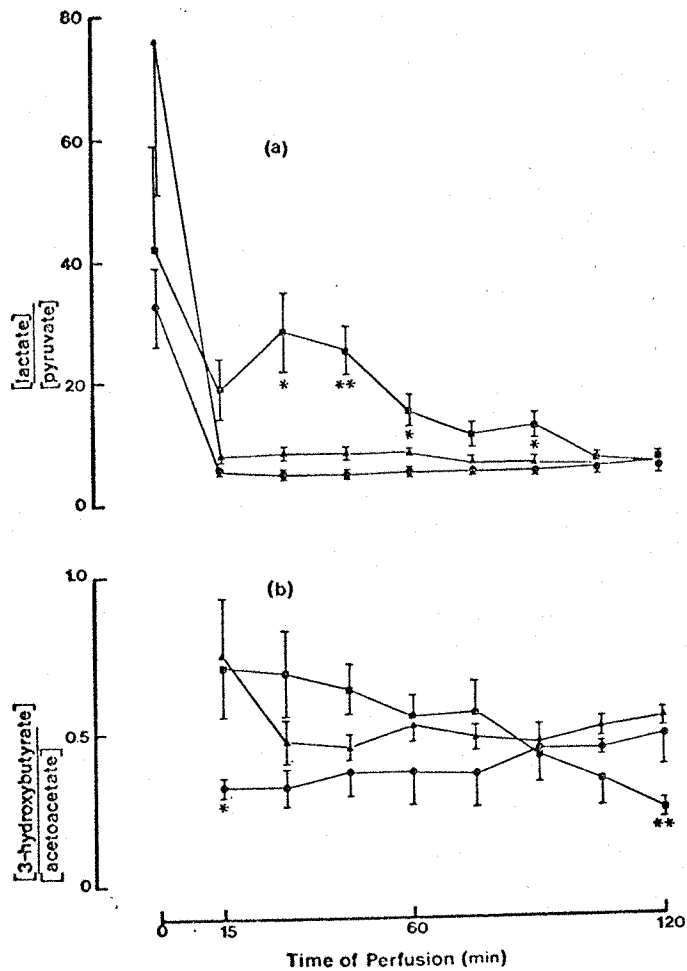 80
(a)
60
40
[lactate]
[pyruvate]
20
*
**
*
*
0
1.0
(b)
[3-hydroxybutyrate]
[acetoacetate]
0.5
*
**
0
0
15
60
120
Time of Perfusion (min)